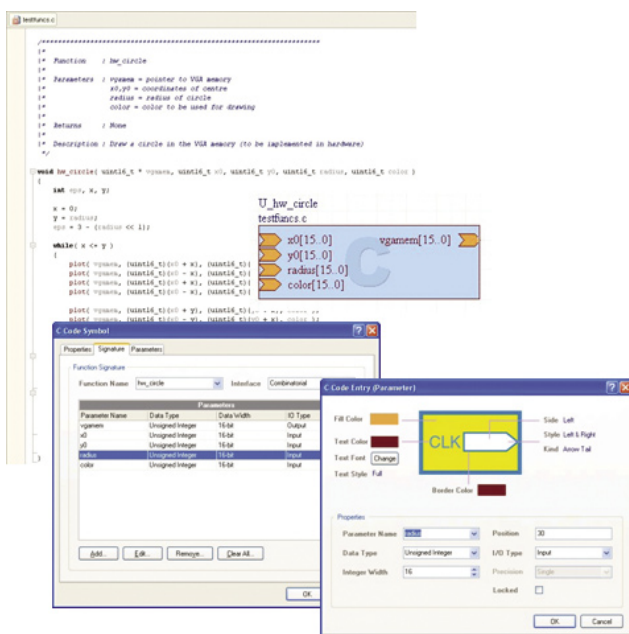 testfuncs.c
/*****************************************************************
|*
|* Function : hw_circle
|*
|* Parameters : vgamem = pointer to VGA memory
|* x0,y0 = coordinates of centre
|* radius = radius of circle
|* color = color to be used for drawing
|*
|* Returns : None
|*
|* Description : Draw a circle in the VGA memory (to be implemented in hardware)
*/
void hw_circle( uint16_t * vgamem, uint16_t x0, uint16_t y0, uint16_t radius, uint16_t color )
{
int eps, x, y;
x = 0;
y = radius;
eps = 3 - (radius << 1);
while( x <= y )
{
plot( vgamem, (uint16_t)(x0 + x), (uint16_t)(
plot( vgamem, (uint16_t)(x0 - x), (uint16_t)(
plot( vgamem, (uint16_t)(x0 + x), (uint16_t)(
plot( vgamem, (uint16_t)(x0 - x), (uint16_t)(
plot( vgamem, (uint16_t)(x0 + y), (uint16_t)(
plot( vgamem, (uint16_t)(x0 - y), (uint16_t)(y0 + x), color );
}
U_hw_circle
testfuncs.c
x0[15..0] vgamem[15..0]
y0[15..0]
radius[15..0]
color[15..0]
C
C Code Symbol
Properties Signature Parameters
Function Signature
Function Name hw_circle Interface Combinatorial
Parameters
Parameter Name Data Type Data Width IO Type
vgamem Unsigned Integer 16-bit Output
x0 Unsigned Integer 16-bit Input
y0 Unsigned Integer 16-bit Input
radius Unsigned Integer 16-bit Input
color Unsigned Integer 16-bit Input
Add... Edit... Remove... Clear All...
OK
C Code Entry (Parameter)
Fill Color
Text Color
Text Font Change
Text Style Full
CLK
Side Left
Style Left & Right
Kind Arrow Tail
Border Color
Properties
Parameter Name radius Position 30
Data Type Unsigned Integer I/O Type Input
Integer Width 16 Precision Single
Locked
OK Cancel